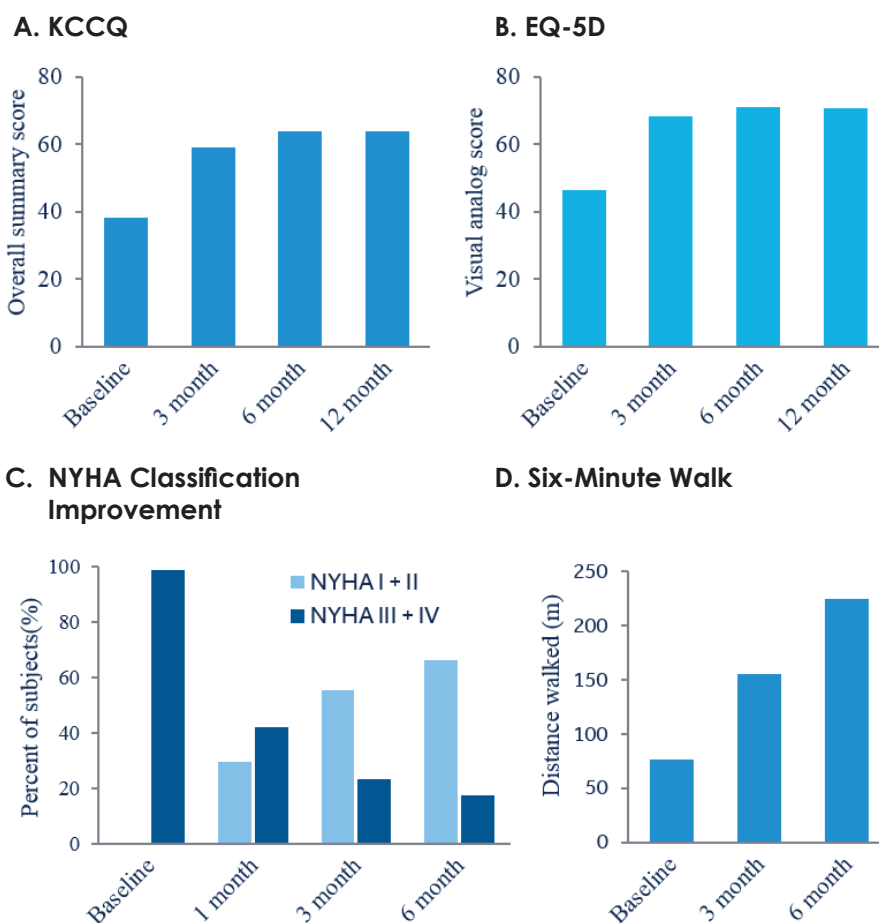 A. KCCQ
Overall summary score
80
60
40
20
0
Baseline
3 month
6 month
12 month
B. EQ-5D
Visual analog score
80
60
40
20
0
Baseline
3 month
6 month
12 month
C. NYHA Classification
Improvement
Percent of subjects(%)
100
80
60
40
20
0
NYHA I + II
NYHA III + IV
Baseline
1 month
3 month
6 month
D. Six-Minute Walk
Distance walked (m)
250
200
150
100
50
0
Baseline
3 month
6 month